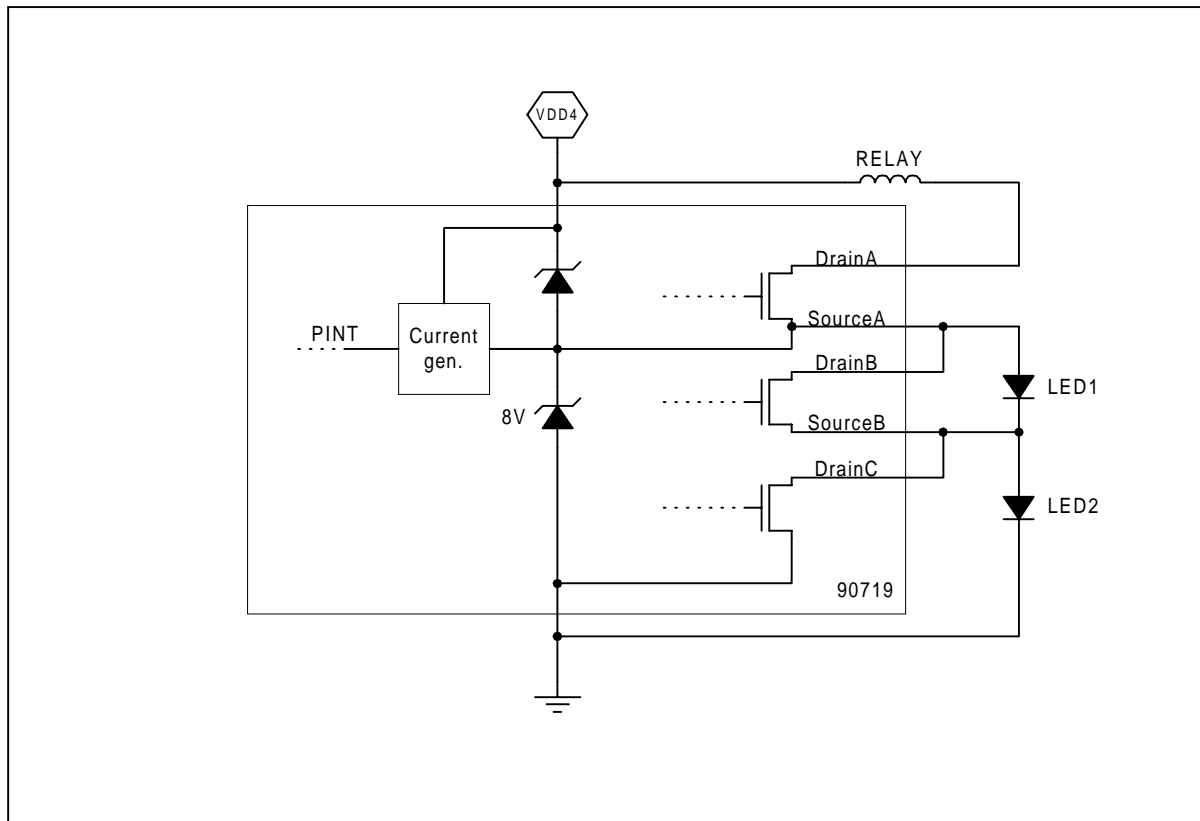 VDD4
RELAY
DrainA
PINT
Current
gen.
SourceA
DrainB
LED1
8V
SourceB
DrainC
LED2
90719